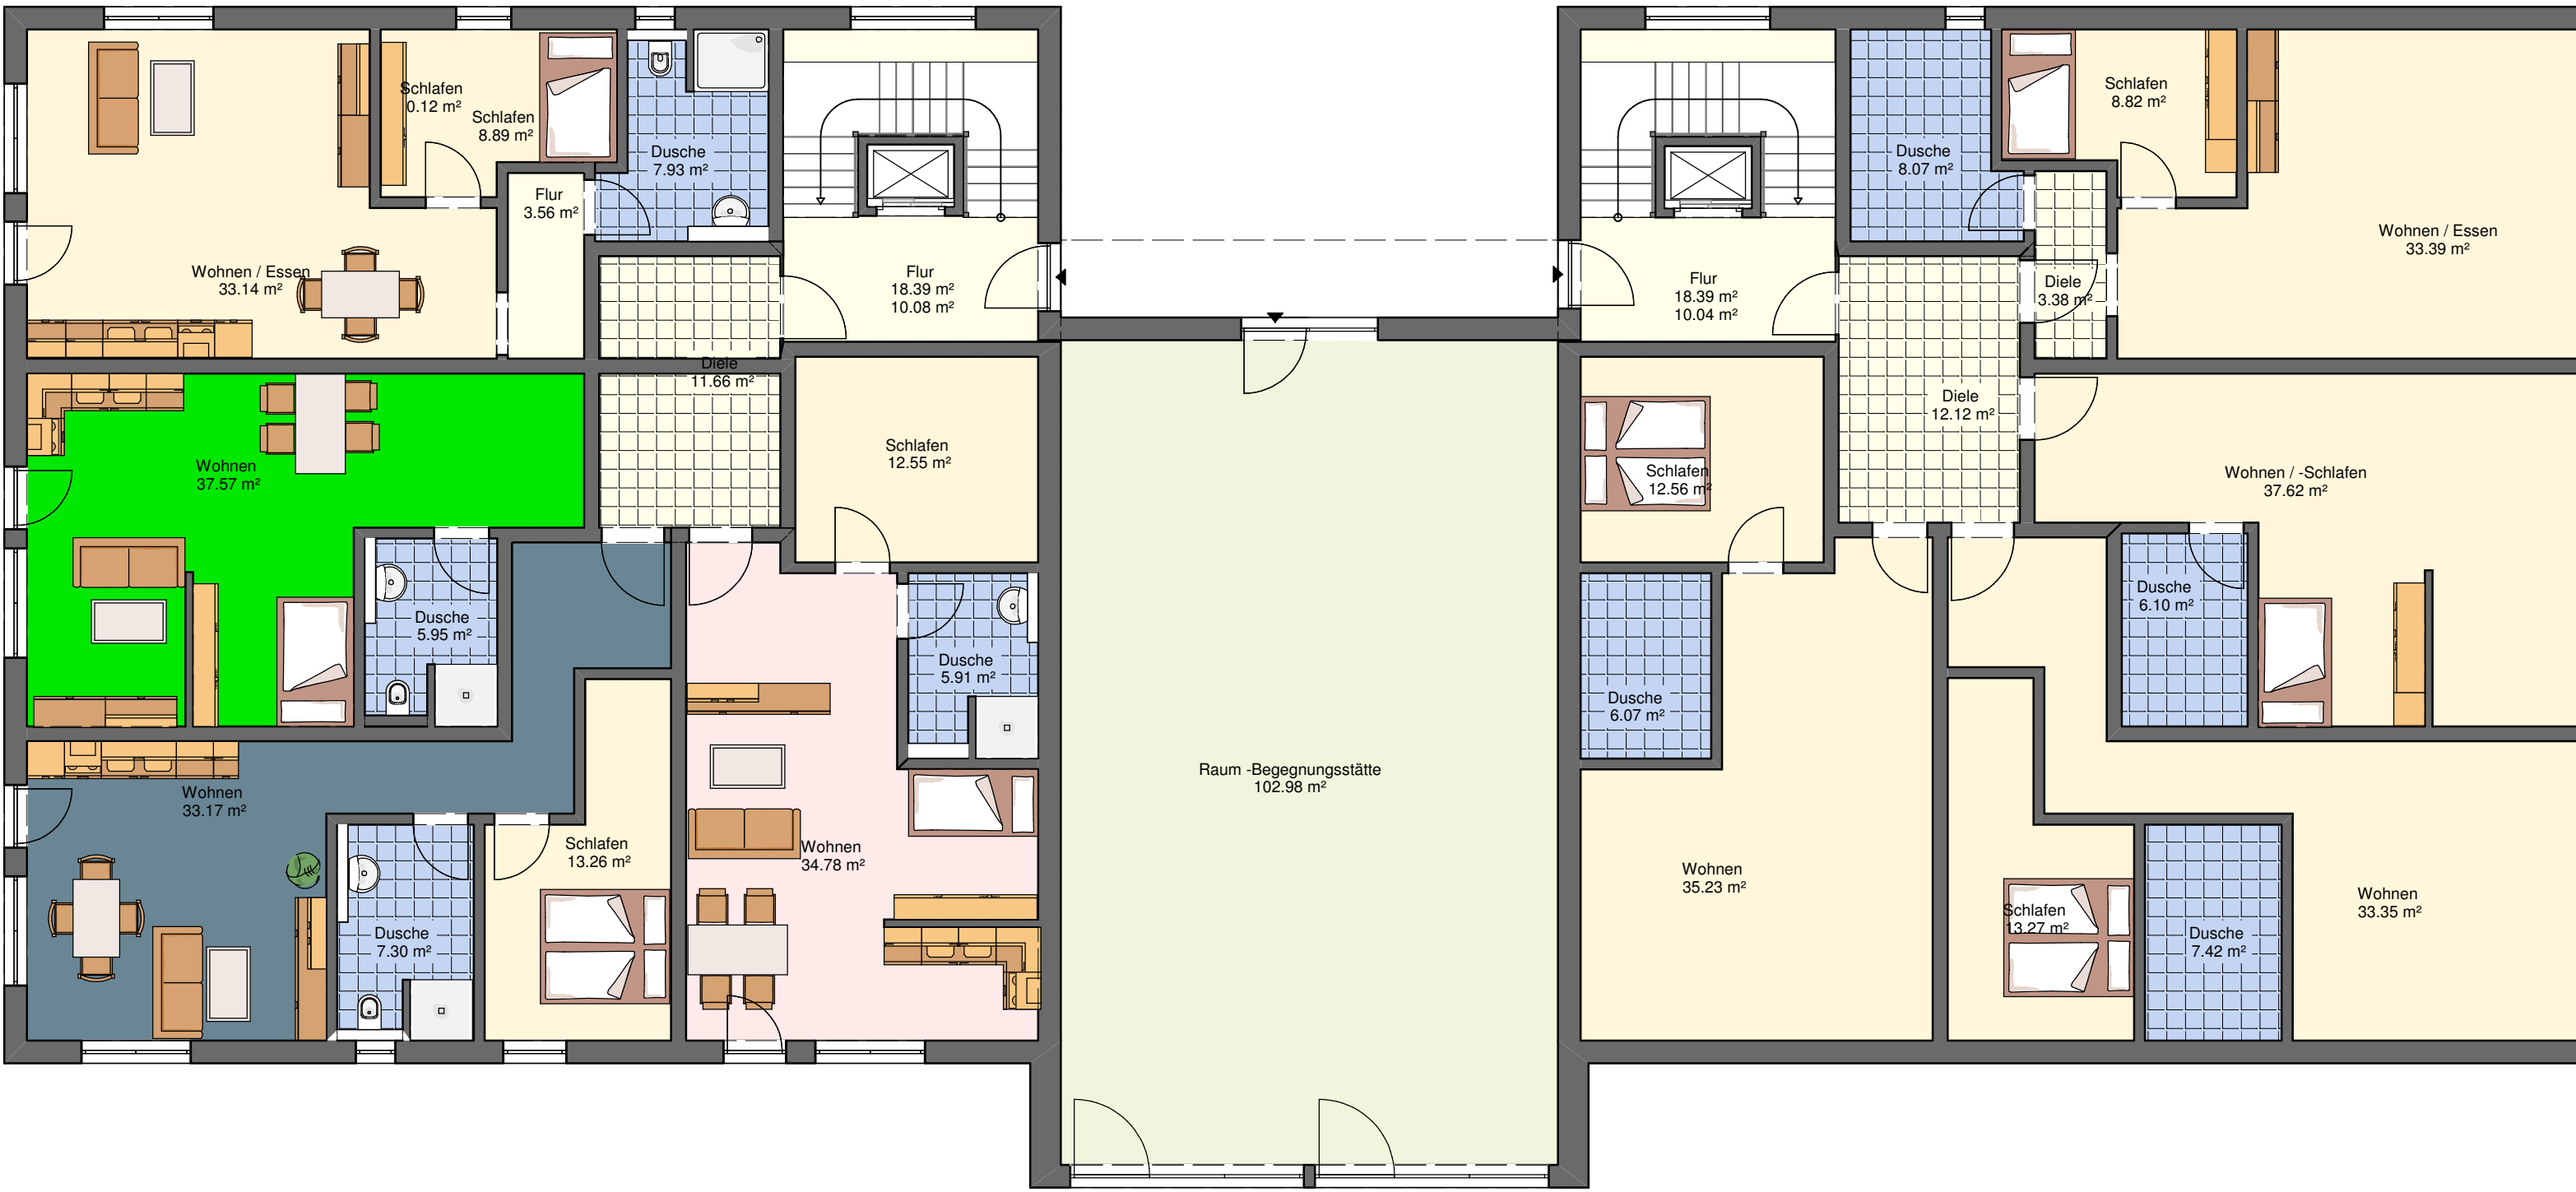 Schlafen
0.12 m²
Schlafen
8.89 m²
Dusche
7.93 m²
Flur
3.56 m²
Wohnen / Essen
33.14 m²
Flur
18.39 m²
10.08 m²
Diele
11.66 m²
Wohnen
37.57 m²
Schlafen
12.55 m²
Dusche
5.95 m²
Dusche
5.91 m²
Wohnen
33.17 m²
Schlafen
13.26 m²
Wohnen
34.78 m²
Dusche
7.30 m²
Raum -Begegnungsstätte
102.98 m²
Dusche
8.07 m²
Schlafen
8.82 m²
Wohnen / Essen
33.39 m²
Flur
18.39 m²
10.04 m²
Diele
3.38 m²
Diele
12.12 m²
Schlafen
12.56 m²
Wohnen / -Schlafen
37.62 m²
Dusche
6.10 m²
Dusche
6.07 m²
Wohnen
35.23 m²
Schlafen
13.27 m²
Dusche
7.42 m²
Wohnen
33.35 m²